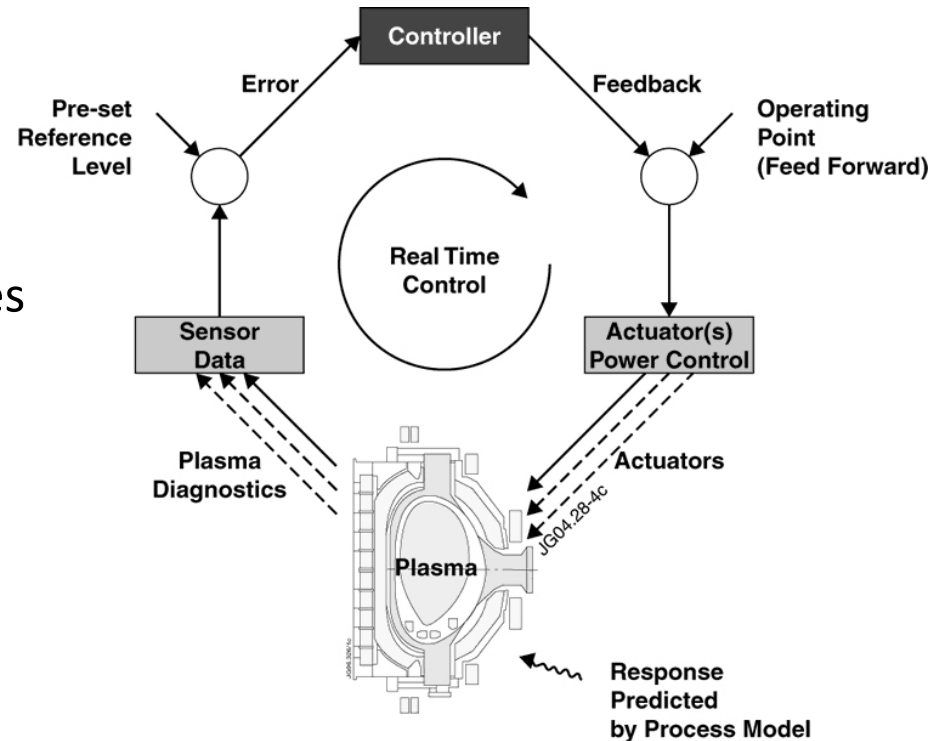 Controller
Error
Feedback
Pre-set
Reference
Level
Operating
Point
(Feed Forward)
Real Time
Control
es
Sensor
Data
Actuator(s)
Power Control
Plasma
Diagnostics
Actuators
JG04.28-4c
Plasma
Response
Predicted
by Process Model